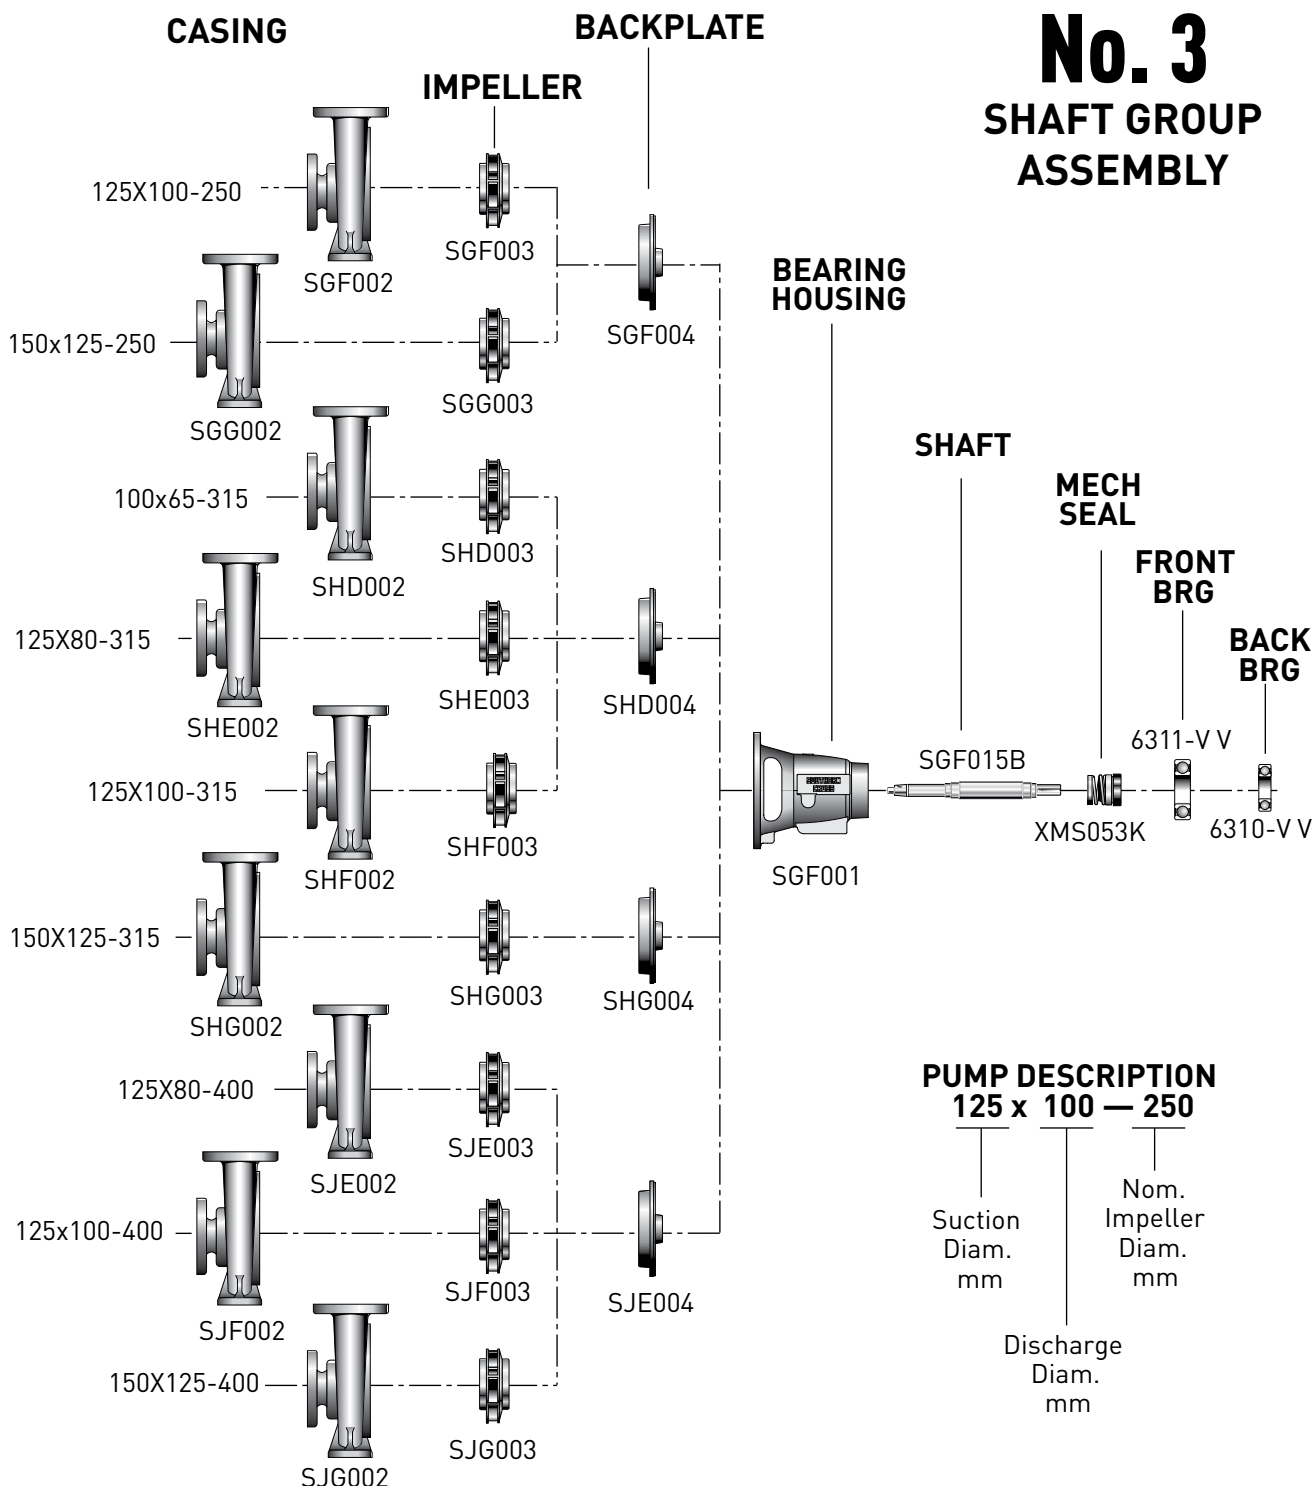 CASING
BACKPLATE
No. 3
SHAFT GROUP
ASSEMBLY
IMPELLER
125X100-250
SGF002
SGF003
SGF004
150x125-250
SGG002
SGG003
BEARING
HOUSING
100x65-315
SHD002
SHD003
SHAFT
MECH
SEAL
FRONT
BRG
BACK
BRG
125X80-315
SHE002
SHE003
SHD004
125X100-315
SHF002
SHF003
SOUTHERN
CROSS
SGF001
SGF015B
XMS053K
6311-V V
6310-V V
150X125-315
SHG002
SHG003
SHG004
125X80-400
SJE002
SJE003
125x100-400
SJF002
SJF003
SJE004
150X125-400
SJG002
SJG003
PUMP DESCRIPTION
125 x 100 — 250
Suction
Diam.
mm
Discharge
Diam.
mm
Nom.
Impeller
Diam.
mm